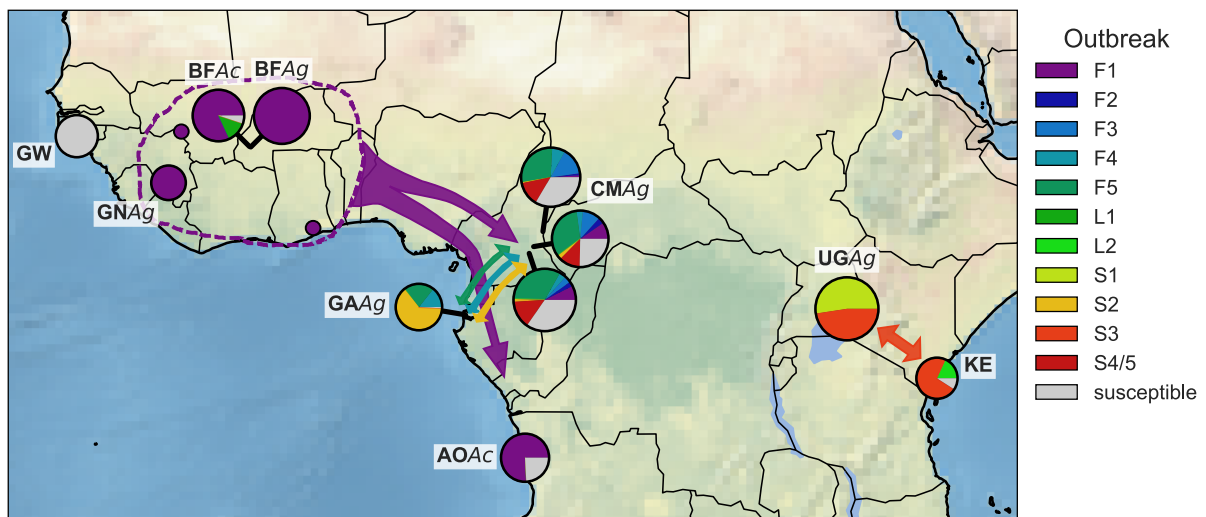 BFAc BFAg
GW
GNAg
CMAg
UGAg
GAAg
KE
AOAc
Outbreak
F1
F2
F3
F4
F5
L1
L2
S1
S2
S3
S4/5
susceptible